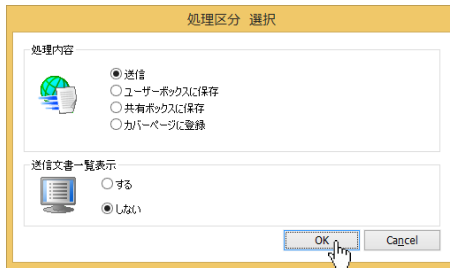 処理区分 選択
処理内容
送信
ユーザーボックスに保存
共有ボックスに保存
カバーページに登録
送信文書一覧表示
する
しない
OK Cancel